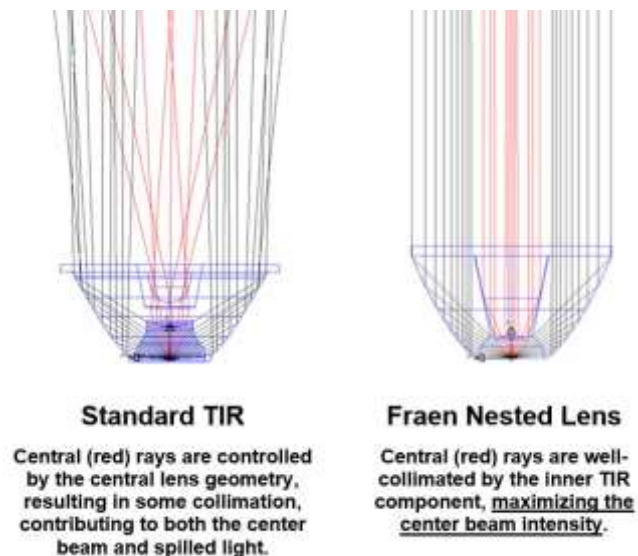 Standard TIR
Central (red) rays are controlled
by the central lens geometry,
resulting in some collimation,
contributing to both the center
beam and spilled light.
Fraen Nested Lens
Central (red) rays are well-
collimated by the inner TIR
component, maximizing the
center beam intensity.